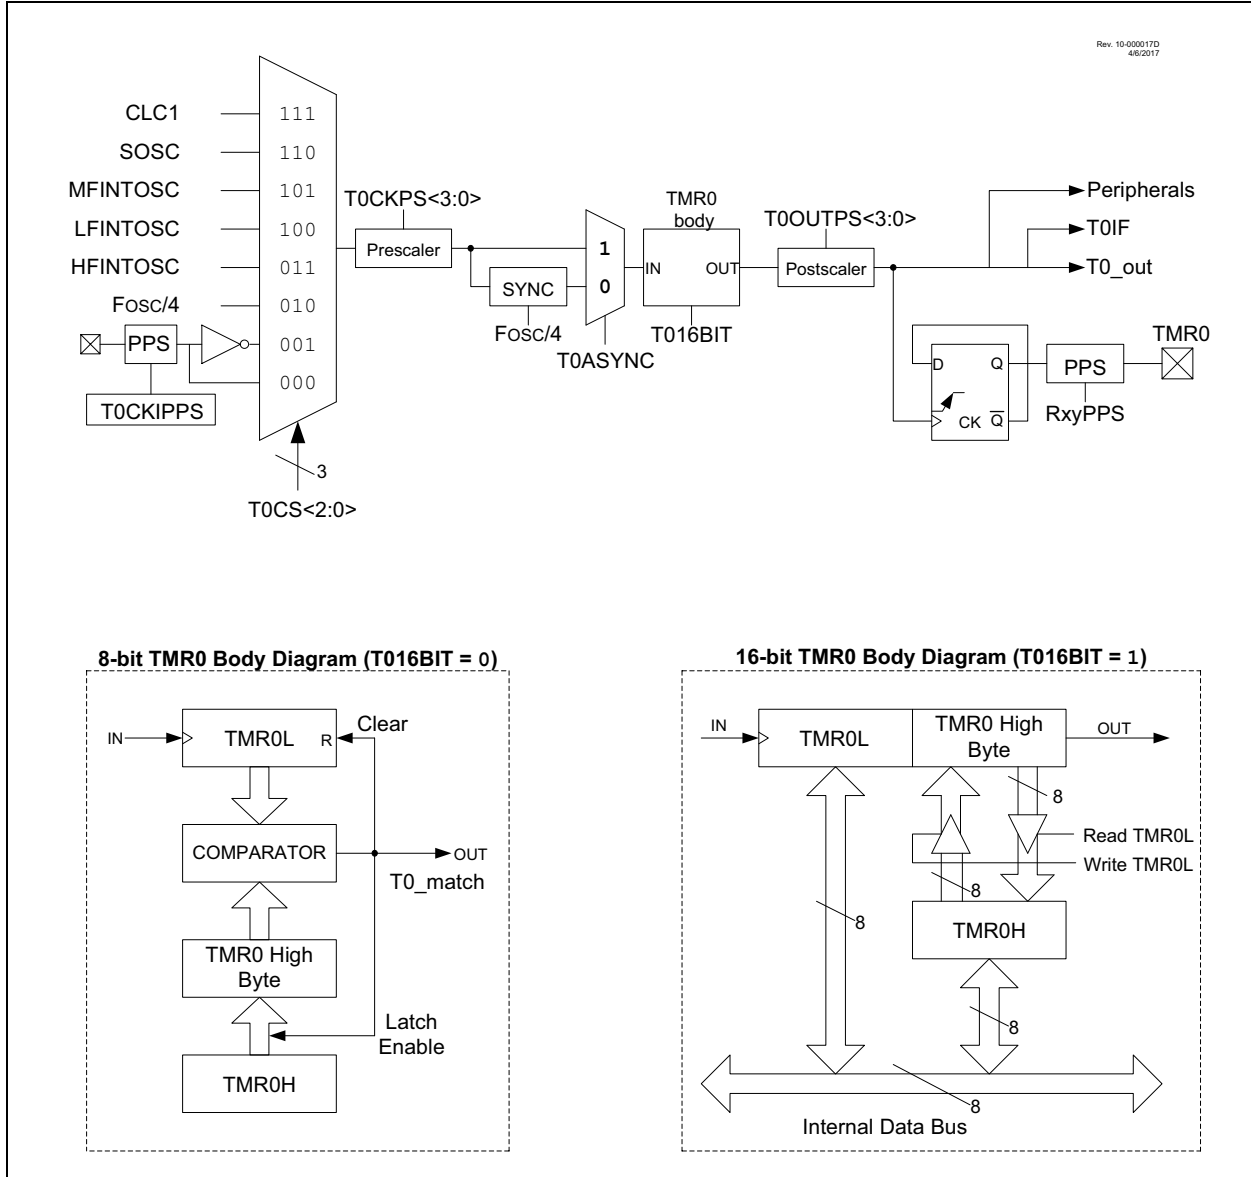 Rev. 10-000017D
4/6/2017
CLC1
111
SOSC
110
MFINTOSC
101
LFINTOSC
100
HFINTOSC
011
FOSC/4
010
PPS
001
000
T0CKIPPS
3
T0CS<2:0>
T0CKPS<3:0>
Prescaler
SYNC
FOSC/4
1
0
T0ASYNC
TMR0
body
IN
OUT
T016BIT
T0OUTPS<3:0>
Postscaler
Peripherals
T0IF
T0_out
D
Q
CK
Q̅
PPS
RxyPPS
TMR0
8-bit TMR0 Body Diagram (T016BIT = 0)
IN
TMR0L
R
Clear
COMPARATOR
OUT
T0_match
TMR0 High
Byte
Latch
Enable
TMR0H
16-bit TMR0 Body Diagram (T016BIT = 1)
IN
TMR0L
TMR0 High
Byte
OUT
8
Read TMR0L
Write TMR0L
8
TMR0H
8
8
8
Internal Data Bus